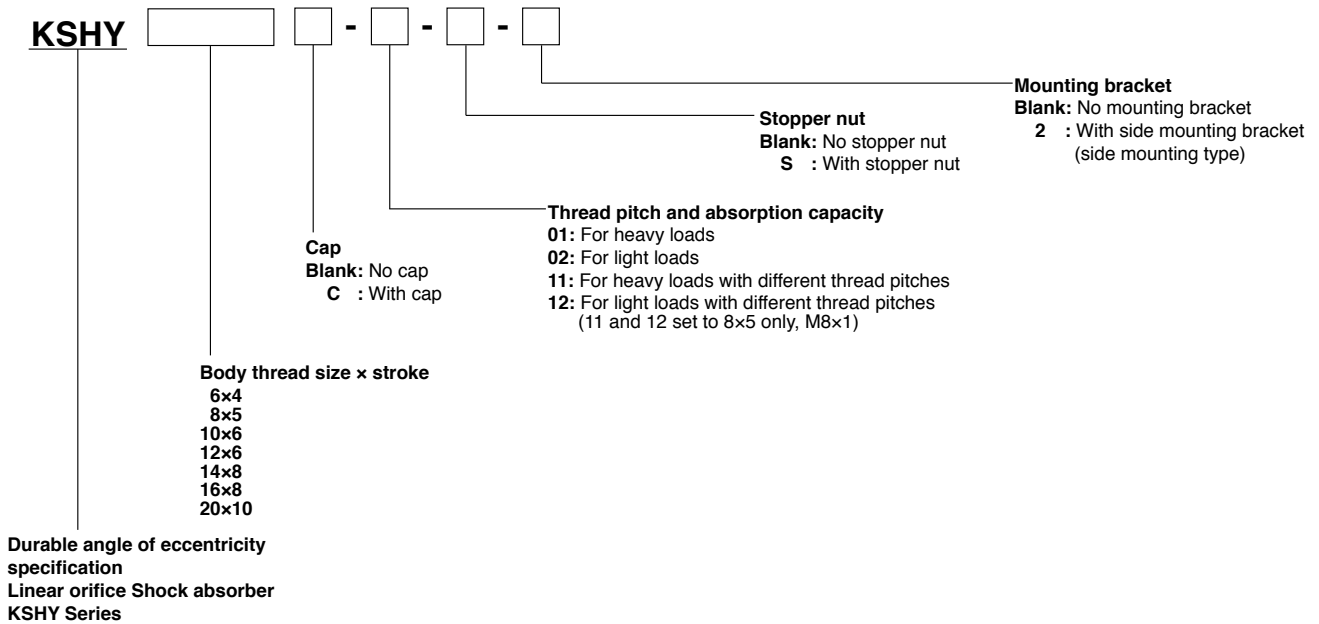 KSHY - - -
Mounting bracket
Blank: No mounting bracket
2 : With side mounting bracket
(side mounting type)
Stopper nut
Blank: No stopper nut
S : With stopper nut
Thread pitch and absorption capacity
01: For heavy loads
02: For light loads
11: For heavy loads with different thread pitches
12: For light loads with different thread pitches
(11 and 12 set to 8×5 only, M8×1)
Cap
Blank: No cap
C : With cap
Body thread size × stroke
6×4
8×5
10×6
12×6
14×8
16×8
20×10
Durable angle of eccentricity
specification
Linear orifice Shock absorber
KSHY Series